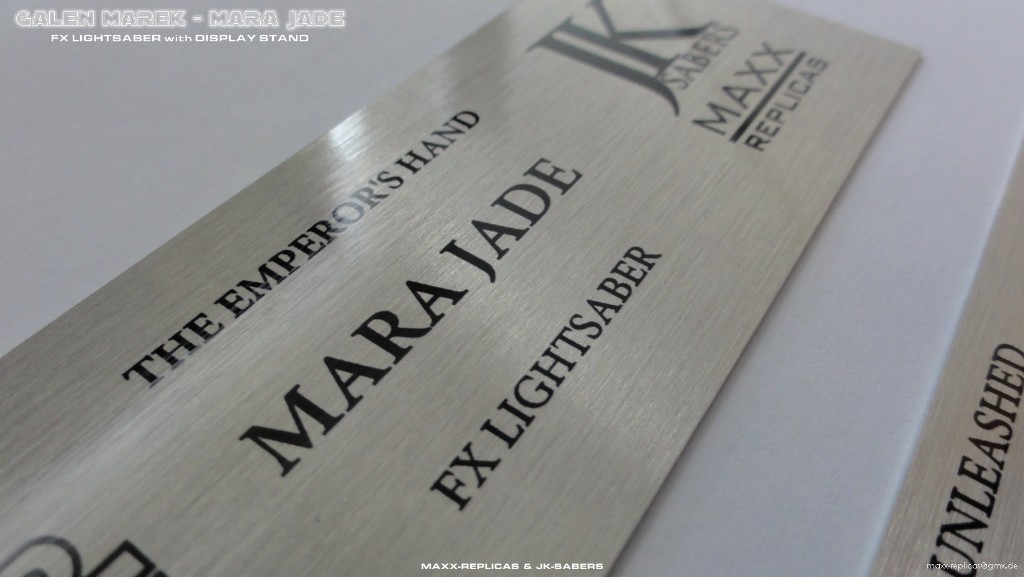 GALEN MAREK - MARA JADE
FX LIGHTSABER with DISPLAY STAND
JK
SABERS
MAXX
REPLICAS
THE EMPEROR'S HAND
MARA JADE
FX LIGHTSABER
UNLEASHED
MAXX-REPLICAS & JK-SABERS
maxx-replicas@gmx.de